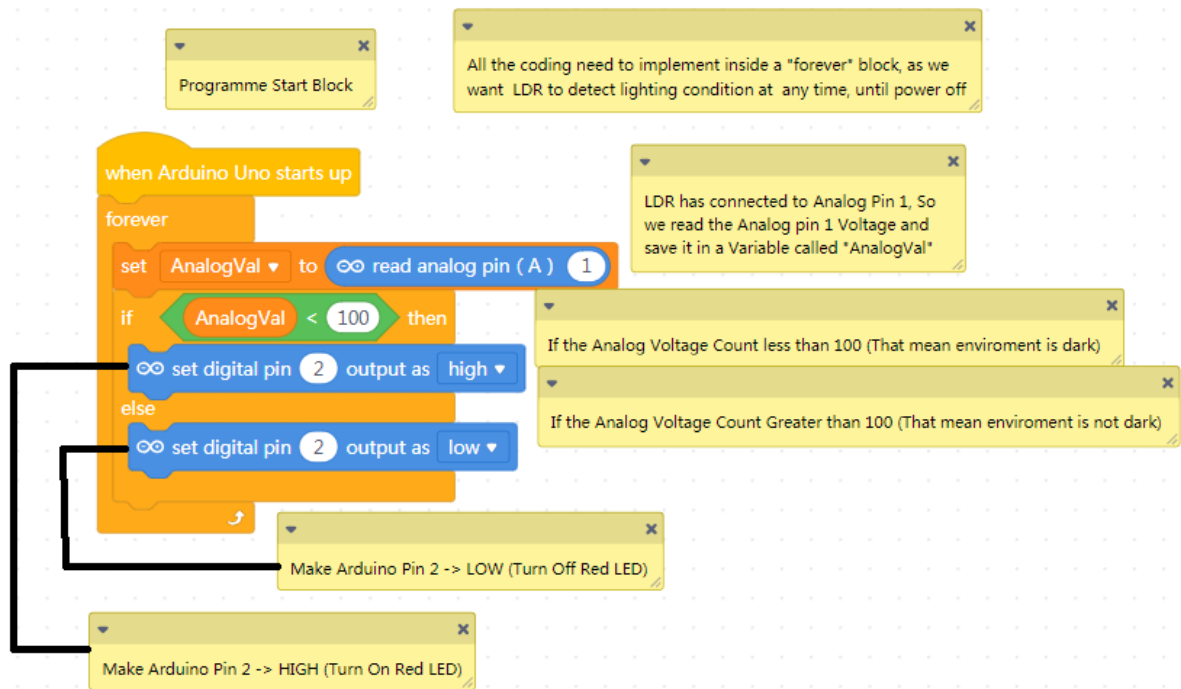 Programme Start Block
All the coding need to implement inside a "forever" block, as we
want LDR to detect lighting condition at any time, until power off
when Arduino Uno starts up
forever
LDR has connected to Analog Pin 1, So
we read the Analog pin 1 Voltage and
save it in a Variable called "AnalogVal"
set AnalogVal to read analog pin ( A ) 1
if AnalogVal < 100 then
If the Analog Voltage Count less than 100 (That mean enviroment is dark)
set digital pin 2 output as high
else
If the Analog Voltage Count Greater than 100 (That mean enviroment is not dark)
set digital pin 2 output as low
Make Arduino Pin 2 -> LOW (Turn Off Red LED)
Make Arduino Pin 2 -> HIGH (Turn On Red LED)